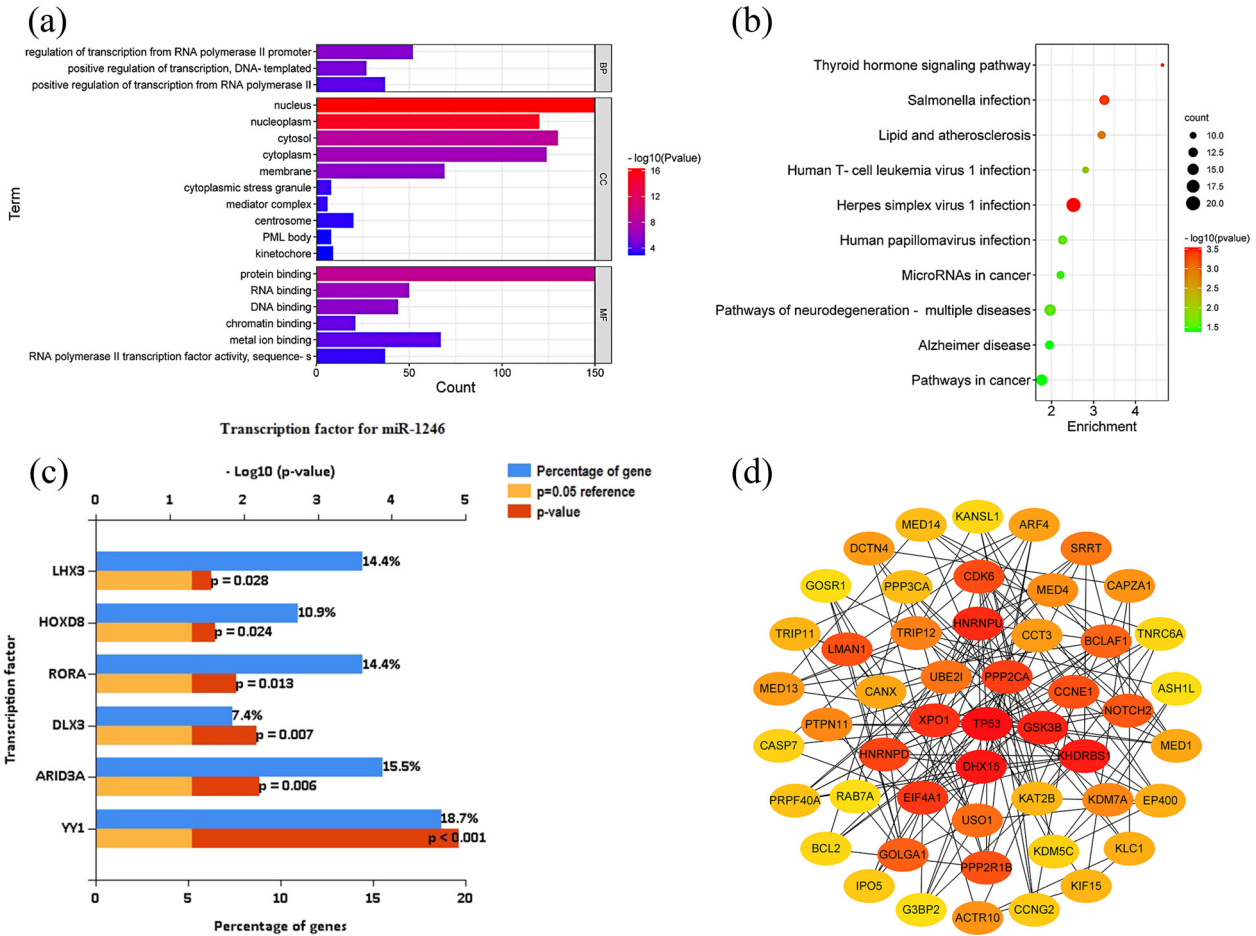 (a)
regulation of transcription from RNA polymerase II promoter
positive regulation of transcription, DNA- templated
positive regulation of transcription from RNA polymerase II
BP
nucleus
nucleoplasm
cytosol
cytoplasm
membrane
cytoplasmic stress granule
mediator complex
centrosome
PML body
kinetochore
CC
protein binding
RNA binding
DNA binding
chromatin binding
metal ion binding
RNA polymerase II transcription factor activity, sequence- s
MF
Term
0 50 100 150
Count
- log10(Pvalue)
16
12
8
4
(b)
Thyroid hormone signaling pathway
Salmonella infection
Lipid and atherosclerosis
Human T- cell leukemia virus 1 infection
Herpes simplex virus 1 infection
Human papillomavirus infection
MicroRNAs in cancer
Pathways of neurodegeneration - multiple diseases
Alzheimer disease
Pathways in cancer
2 3 4
Enrichment
count
10.0
12.5
15.0
17.5
20.0
- log10(pvalue)
3.5
3.0
2.5
2.0
1.5
Transcription factor for miR-1246
(c)
- Log10 (p-value)
0 1 2 3 4 5
Percentage of gene
p=0.05 reference
p-value
Transcription factor
LHX3
14.4%
p = 0.028
HOXD8
10.9%
p = 0.024
RORA
14.4%
p = 0.013
DLX3
7.4%
p = 0.007
ARID3A
15.5%
p = 0.006
YY1
18.7%
p < 0.001
0 5 10 15 20
Percentage of genes
(d)
KANSL1
MED14
ARF4
DCTN4
SRRT
CDK6
GOSR1
PPP3CA
MED4
CAPZA1
HNRNPU
TRIP11
TRIP12
CCT3
BCLAF1
TNRC6A
LMAN1
UBE2I
PPP2CA
MED13
CANX
CCNE1
ASH1L
NOTCH2
PTPN11
XPO1
TP53
GSK3B
CASP7
HNRNPD
KHDRBS1
MED1
DHX15
PRPF40A
RAB7A
EIF4A1
KAT2B
KDM7A
EP400
USO1
BCL2
GOLGA1
KDM5C
KLC1
PPP2R1B
IPO5
KIF15
G3BP2
ACTR10
CCNG2